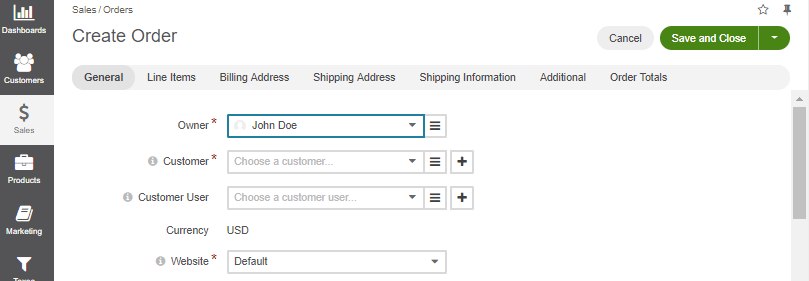 Dashboards
Customers
Sales
Products
Marketing
Sales / Orders
Create Order
Cancel
Save and Close
General
Line Items
Billing Address
Shipping Address
Shipping Information
Additional
Order Totals
Owner * John Doe
Customer * Choose a customer...
Customer User Choose a customer user...
Currency USD
Website * Default